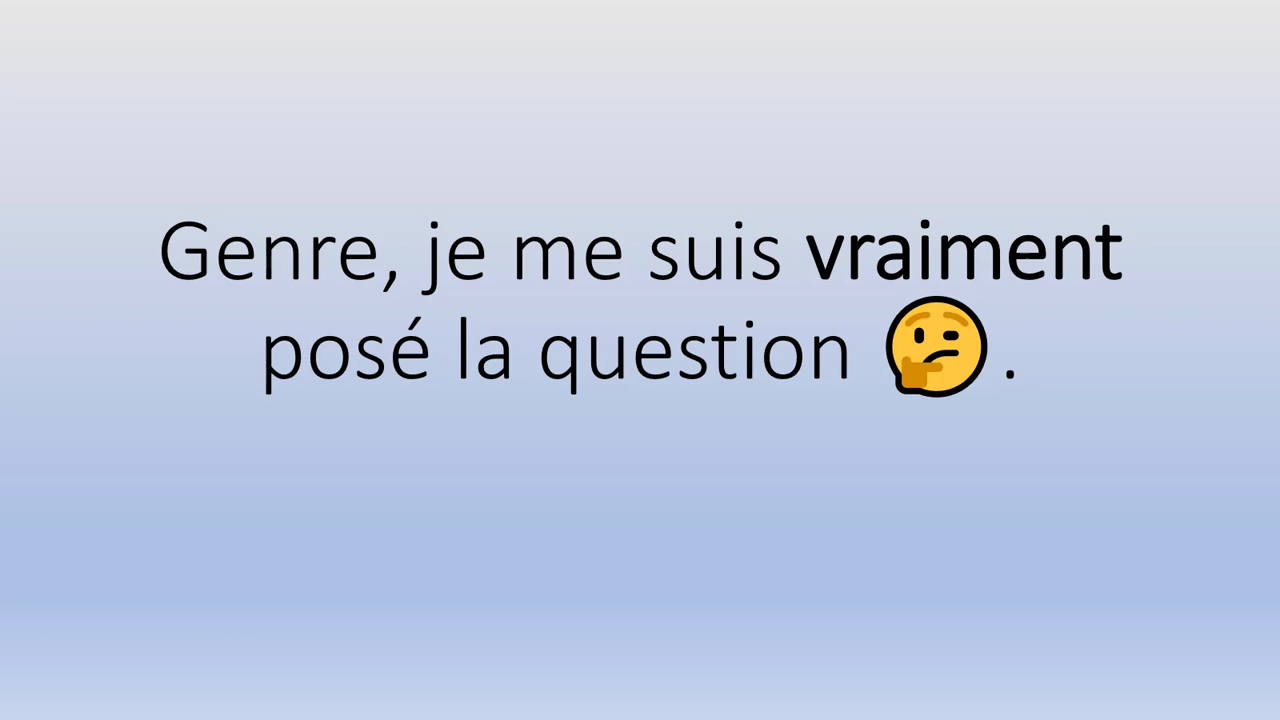 Genre, je me suis vraiment
posé la question 🤔.